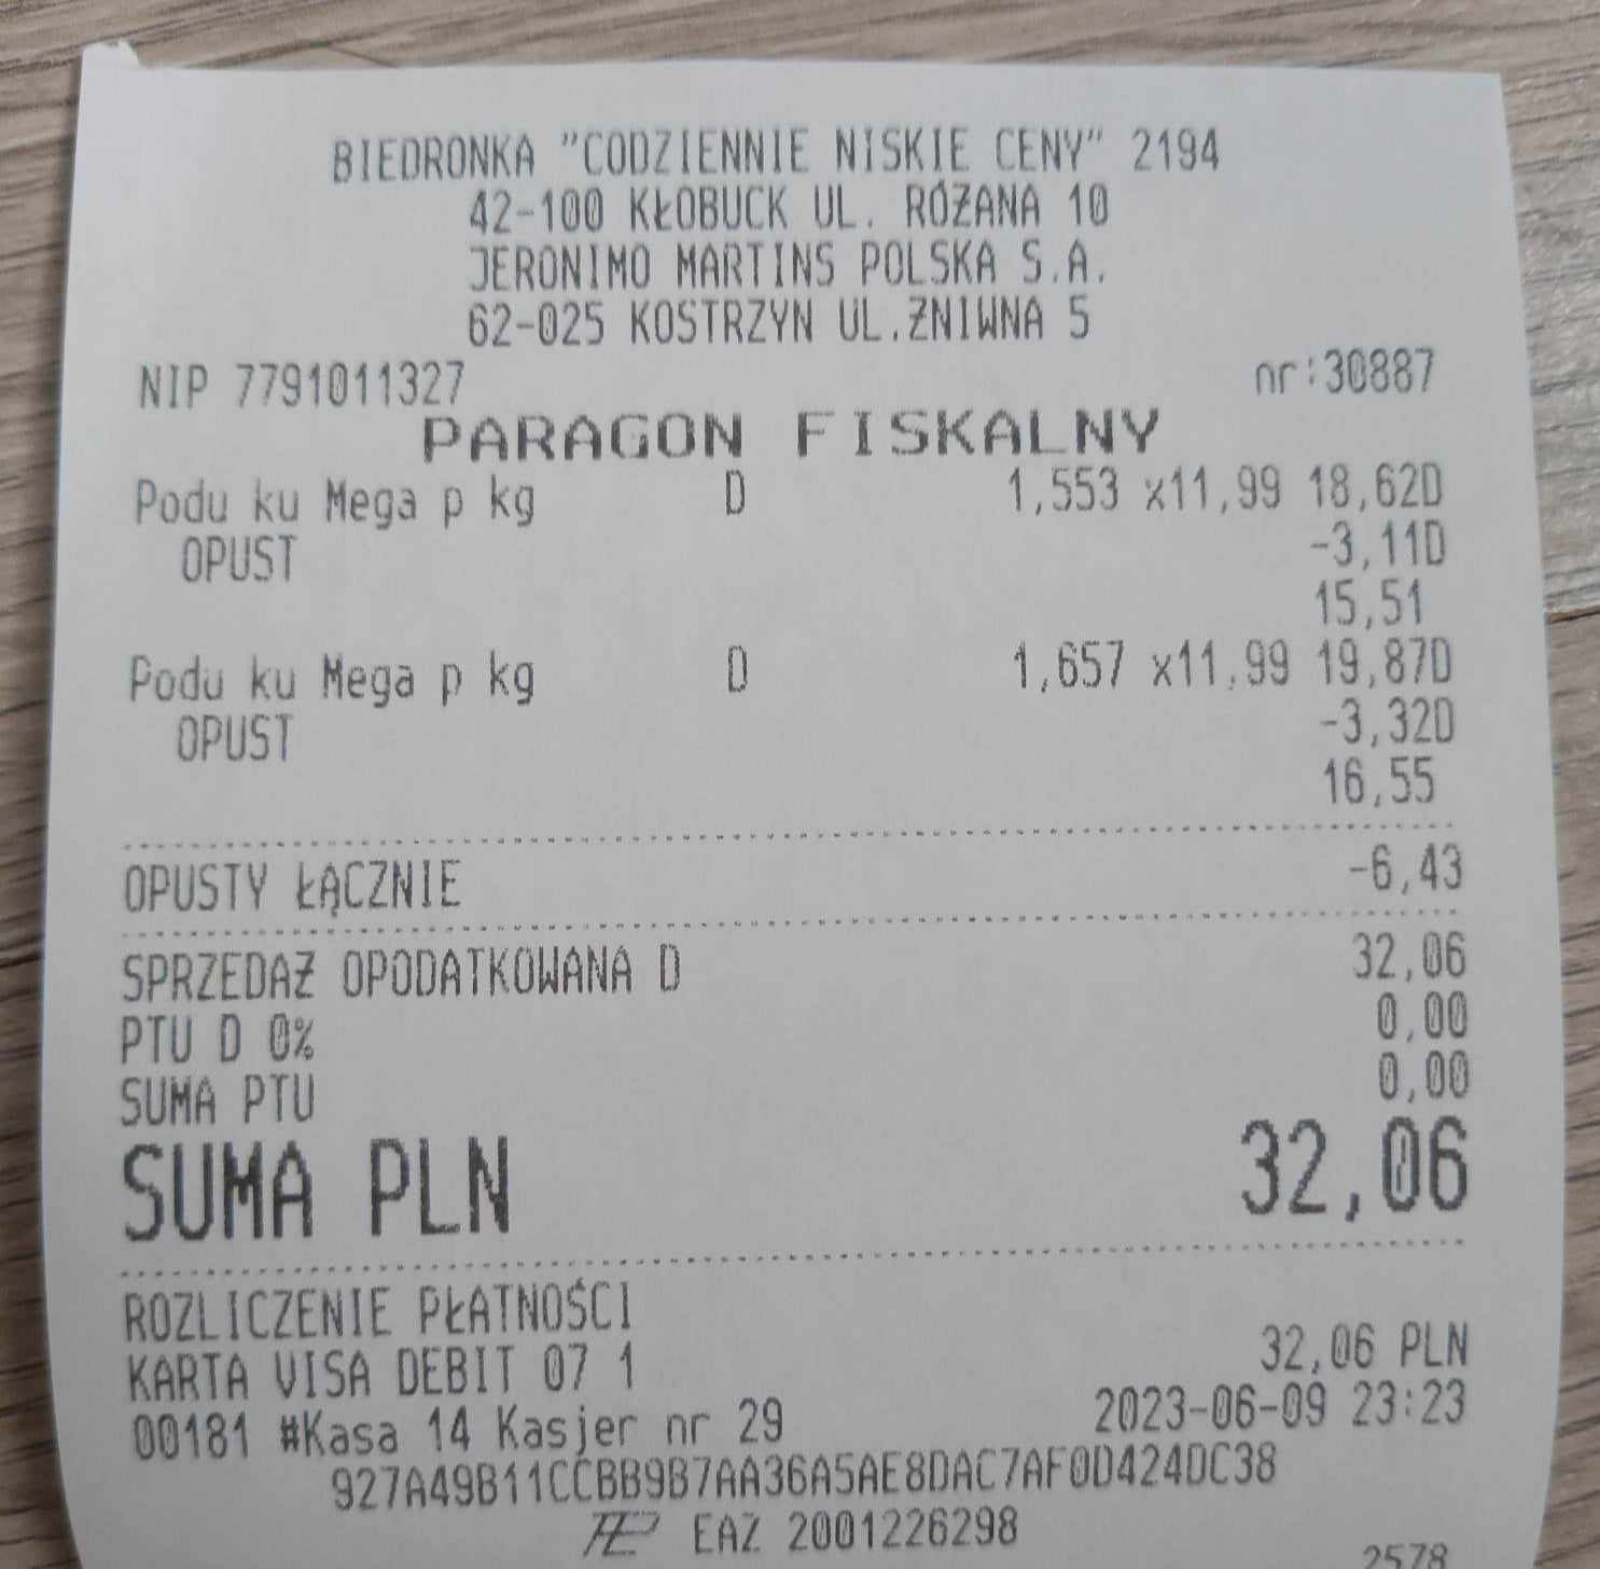 BIEDRONKA "CODZIENNIE NISKIE CENY" 2194
42-100 KŁOBUCK UL. RÓŻANA 10
JERONIMO MARTINS POLSKA S.A.
62-025 KOSTRZYN UL.ŻNIWNA 5
NIP 7791011327 nr:30887
PARAGON FISKALNY
Podu ku Mega p kg D 1,553 x11,99 18,62D
OPUST -3,11D
15,51
Podu ku Mega p kg D 1,657 x11,99 19,87D
OPUST -3,32D
16,55
OPUSTY ŁĄCZNIE -6,43
SPRZEDAŻ OPODATKOWANA D 32,06
PTU D 0% 0,00
SUMA PTU 0,00
SUMA PLN 32,06
ROZLICZENIE PŁATNOŚCI
KARTA VISA DEBIT 07 1 32,06 PLN
00181 #Kasa 14 Kasjer nr 29 2023-06-09 23:23
927A49B11CCBB9B7AA36A5AE8DAC7AF0D424DC38
EAZ 2001226298
2578